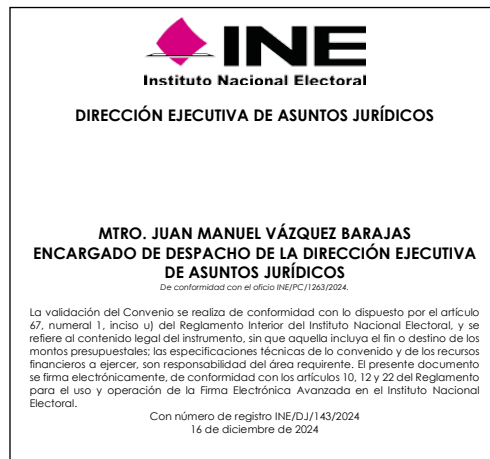 INE
Instituto Nacional Electoral
DIRECCIÓN EJECUTIVA DE ASUNTOS JURÍDICOS
MTRO. JUAN MANUEL VÁZQUEZ BARAJAS
ENCARGADO DE DESPACHO DE LA DIRECCIÓN EJECUTIVA
DE ASUNTOS JURÍDICOS
De conformidad con el oficio INE/PC/1263/2024.
La validación del Convenio se realiza de conformidad con lo dispuesto por el artículo
67, numeral 1, inciso u) del Reglamento Interior del Instituto Nacional Electoral, y se
refiere al contenido legal del instrumento, sin que aquella incluya el fin o destino de los
montos presupuestales; las especificaciones técnicas de lo convenido y de los recursos
financieros a ejercer, son responsabilidad del área requirente. El presente documento
se firma electrónicamente, de conformidad con los artículos 10, 12 y 22 del Reglamento
para el uso y operación de la Firma Electrónica Avanzada en el Instituto Nacional
Electoral.
Con número de registro INE/DJ/143/2024
16 de diciembre de 2024